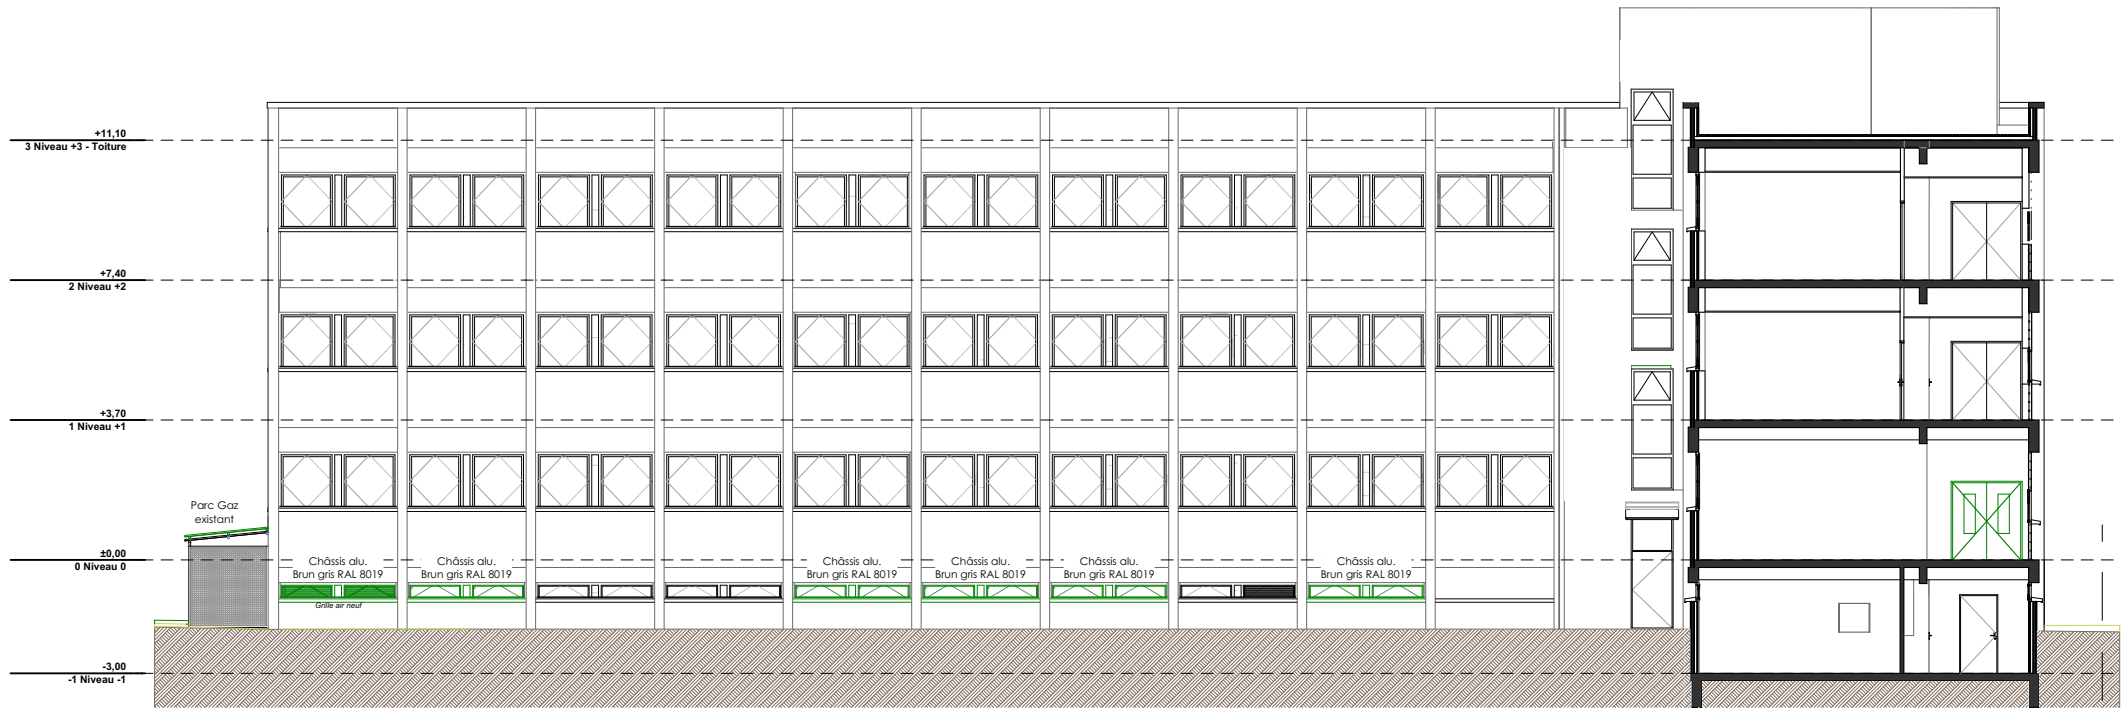 +11,10
3 Niveau +3 - Toiture
+7,40
2 Niveau +2
+3,70
1 Niveau +1
Parc Gaz
existant
±0,00
0 Niveau 0
Châssis alu.
Brun gris RAL 8019
Châssis alu.
Brun gris RAL 8019
Châssis alu.
Brun gris RAL 8019
Châssis alu.
Brun gris RAL 8019
Châssis alu.
Brun gris RAL 8019
Châssis alu.
Brun gris RAL 8019
Grille air neuf
-3,00
-1 Niveau -1